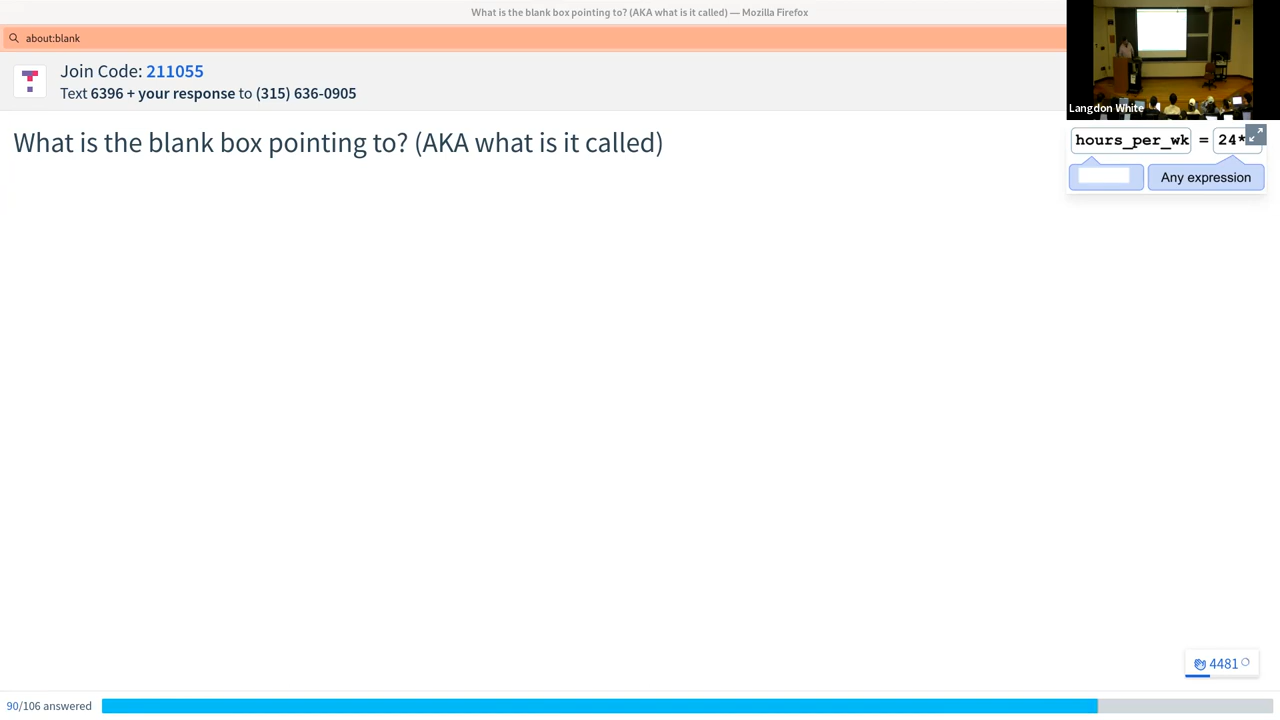 What is the blank box pointing to? (AKA what is it called) — Mozilla Firefox
about:blank
Join Code: 211055
Text 6396 + your response to (315) 636-0905
Langdon White
What is the blank box pointing to? (AKA what is it called)
hours_per_wk = 24*
Any expression
4481
90/106 answered